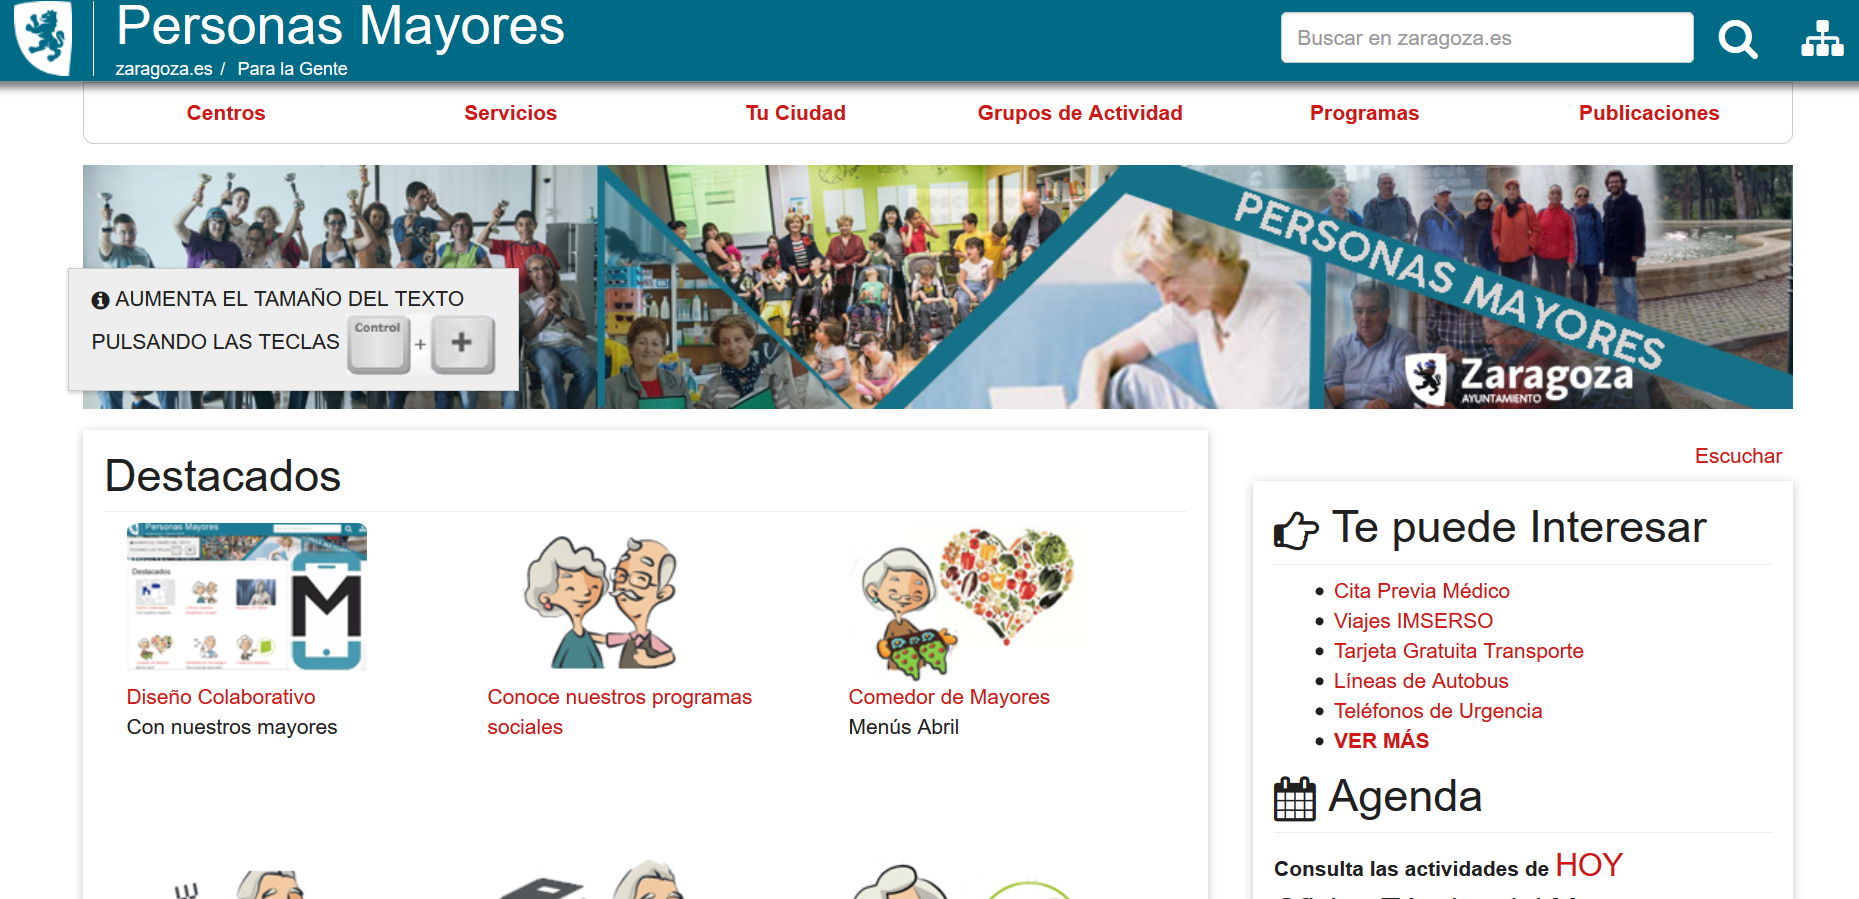 Personas Mayores
zaragoza.es / Para la Gente
Buscar en zaragoza.es
Centros
Servicios
Tu Ciudad
Grupos de Actividad
Programas
Publicaciones
PERSONAS MAYORES
Zaragoza
AYUNTAMIENTO
AUMENTA EL TAMAÑO DEL TEXTO
PULSANDO LAS TECLAS Control + +
Destacados
Personas Mayores
Destacados
M
Diseño Colaborativo
Con nuestros mayores
Conoce nuestros programas
sociales
Comedor de Mayores
Menús Abril
Escuchar
Te puede Interesar
Cita Previa Médico
Viajes IMSERSO
Tarjeta Gratuita Transporte
Líneas de Autobus
Teléfonos de Urgencia
VER MÁS
Agenda
Consulta las actividades de HOY